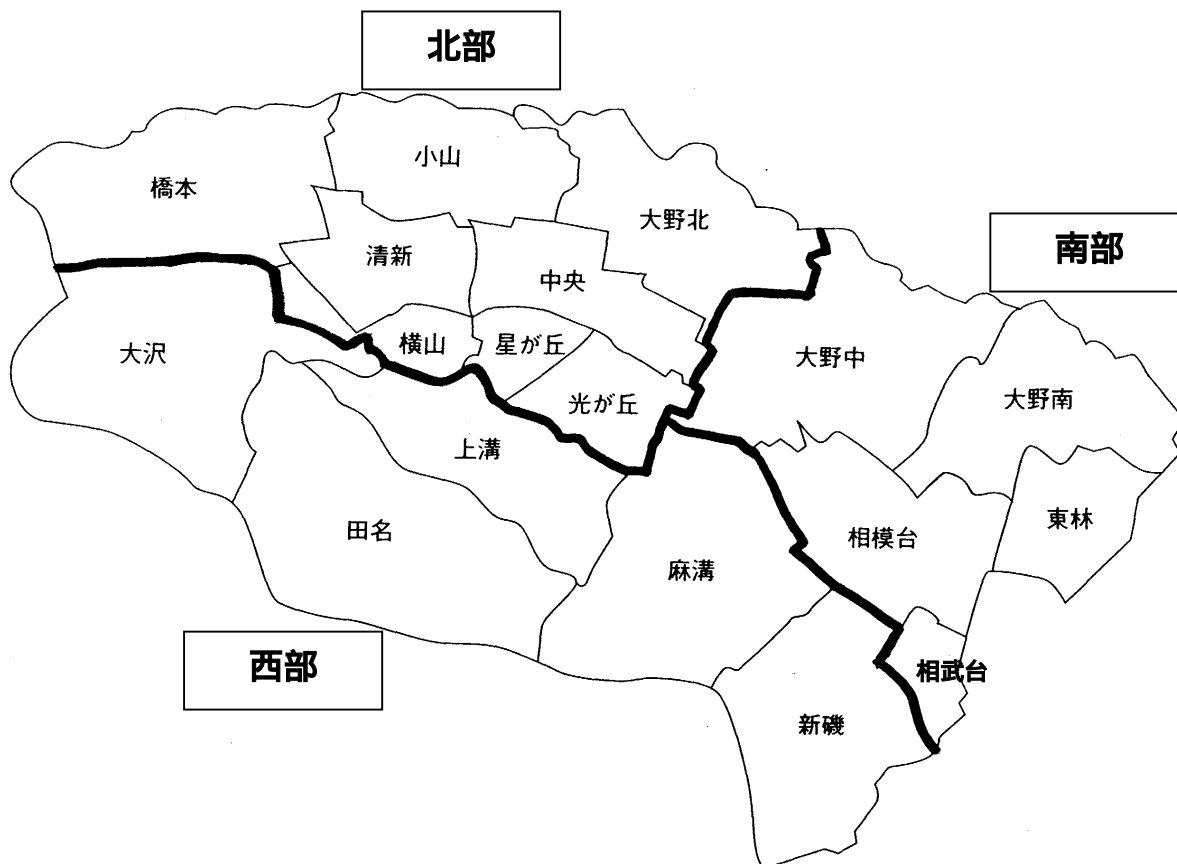 北部
小山
橋本
大野北
南部
清新
中央
横山
星が丘
大沢
大野中
光が丘
大野南
上溝
田名
相模台
東林
麻溝
西部
相武台
新磯